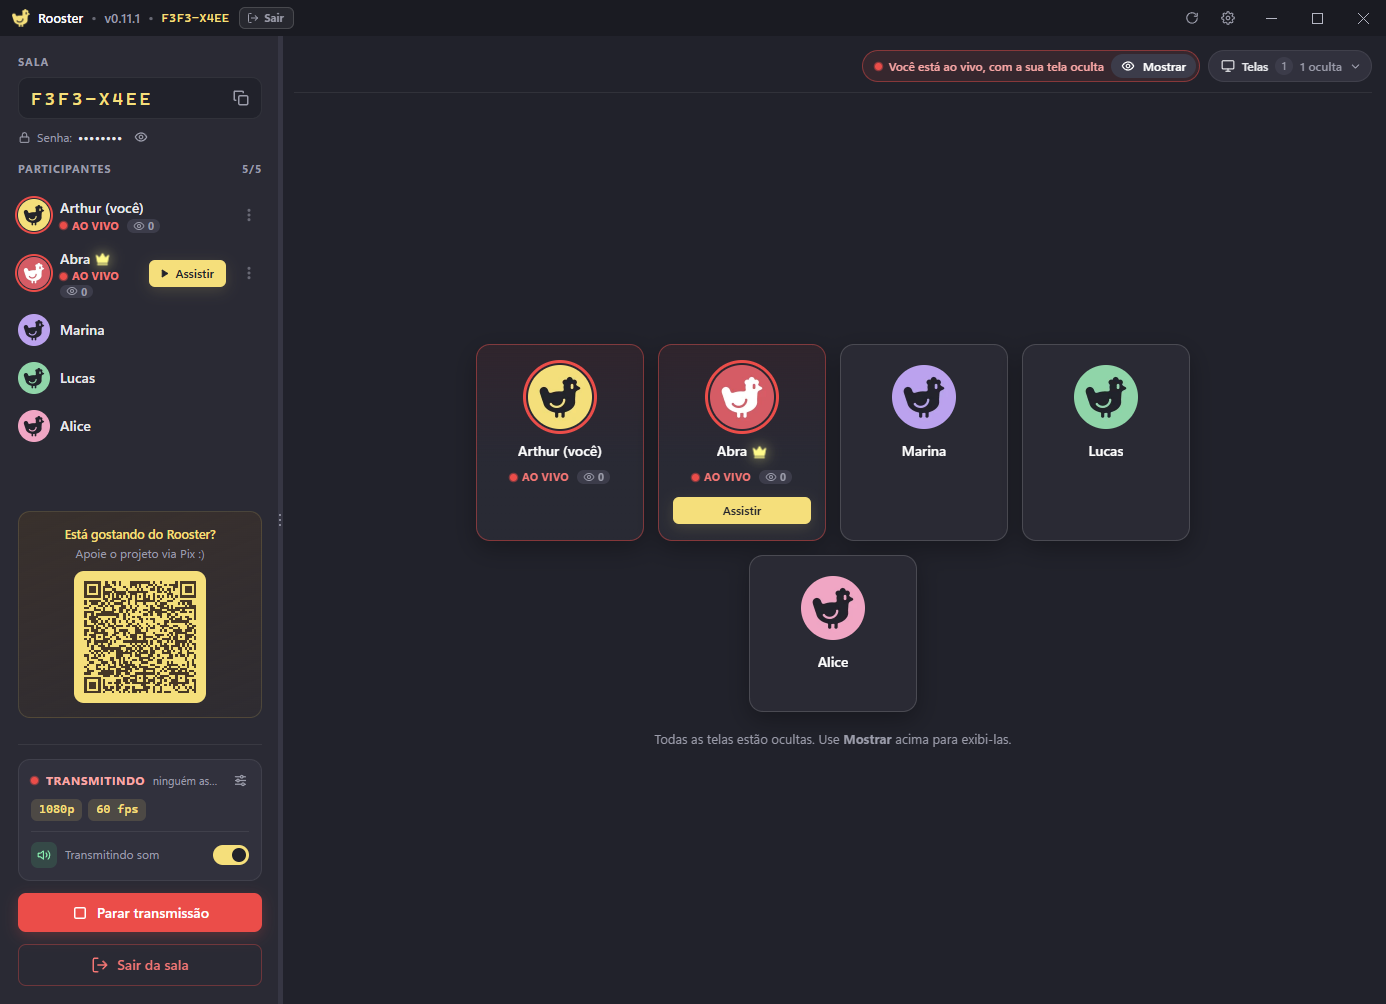 Rooster • v0.11.1 • F3F3-X4EE Sair
SALA
F3F3-X4EE
Senha: ••••••••
PARTICIPANTES 5/5
Arthur (você)
AO VIVO 0
Abra
AO VIVO
0
Assistir
Marina
Lucas
Alice
Está gostando do Rooster?
Apoie o projeto via Pix :)
TRANSMITINDO ninguém as...
1080p 60 fps
Transmitindo som
Parar transmissão
Sair da sala
Você está ao vivo, com a sua tela oculta Mostrar
Telas 1 1 oculta
Arthur (você)
AO VIVO 0
Abra
AO VIVO 0
Assistir
Marina
Lucas
Alice
Todas as telas estão ocultas. Use Mostrar acima para exibi-las.